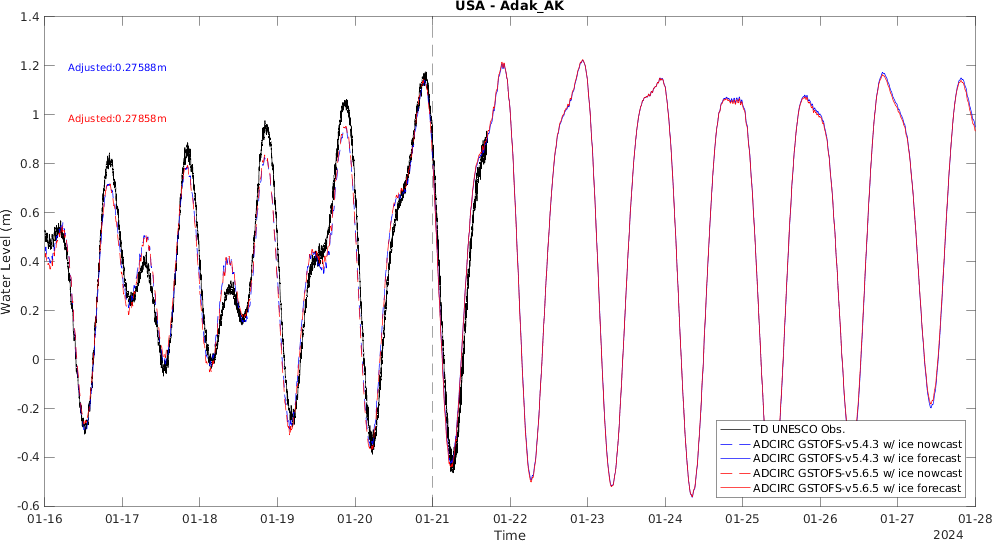 USA - Adak_AK
1.4
1.2
1
0.8
0.6
0.4
0.2
0
-0.2
-0.4
-0.6
Water Level (m)
Adjusted:0.27588m
Adjusted:0.27858m
TD UNESCO Obs.
ADCIRC GSTOFS-v5.4.3 w/ ice nowcast
ADCIRC GSTOFS-v5.4.3 w/ ice forecast
ADCIRC GSTOFS-v5.6.5 w/ ice nowcast
ADCIRC GSTOFS-v5.6.5 w/ ice forecast
01-16 01-17 01-18 01-19 01-20 01-21 01-22 01-23 01-24 01-25 01-26 01-27 01-28
Time
2024